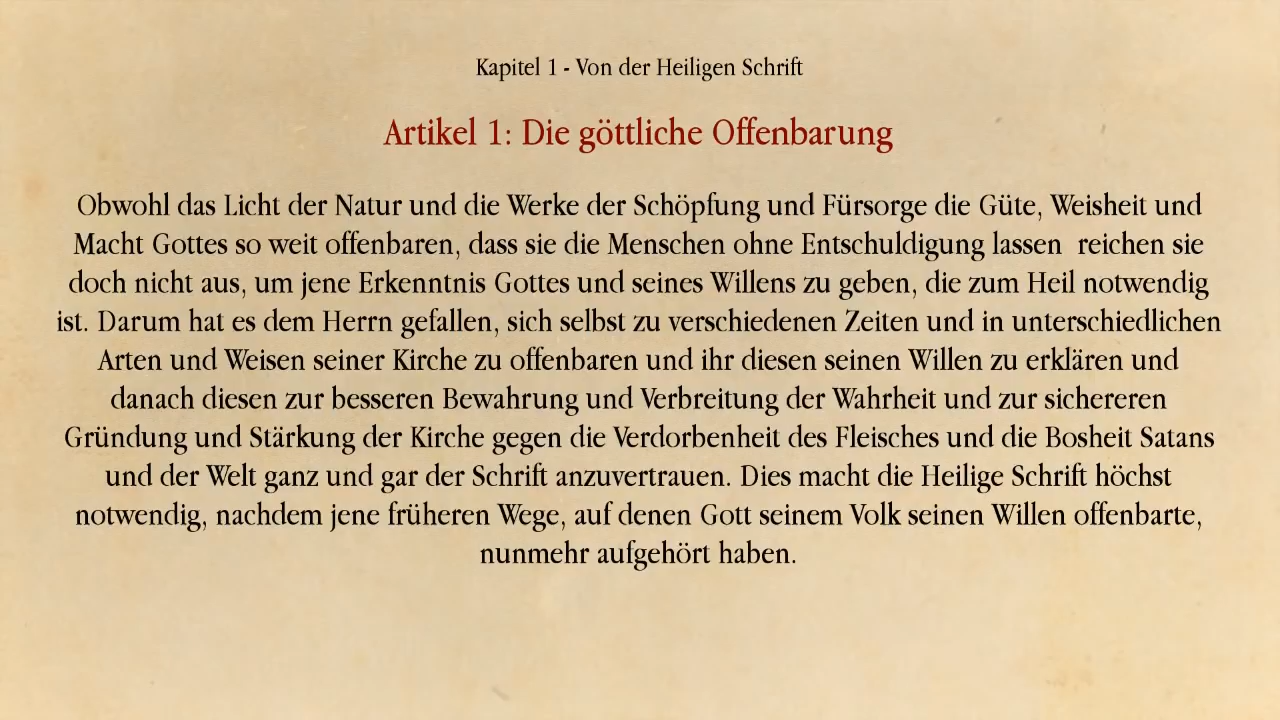 Kapitel 1 - Von der Heiligen Schrift
Artikel 1: Die göttliche Offenbarung
Obwohl das Licht der Natur und die Werke der Schöpfung und Fürsorge die Güte, Weisheit und
Macht Gottes so weit offenbaren, dass sie die Menschen ohne Entschuldigung lassen  reichen sie
doch nicht aus, um jene Erkenntnis Gottes und seines Willens zu geben, die zum Heil notwendig
ist. Darum hat es dem Herrn gefallen, sich selbst zu verschiedenen Zeiten und in unterschiedlichen
Arten und Weisen seiner Kirche zu offenbaren und ihr diesen seinen Willen zu erklären und
danach diesen zur besseren Bewahrung und Verbreitung der Wahrheit und zur sichereren
Gründung und Stärkung der Kirche gegen die Verdorbenheit des Fleisches und die Bosheit Satans
und der Welt ganz und gar der Schrift anzuvertrauen. Dies macht die Heilige Schrift höchst
notwendig, nachdem jene früheren Wege, auf denen Gott seinem Volk seinen Willen offenbarte,
nunmehr aufgehört haben.